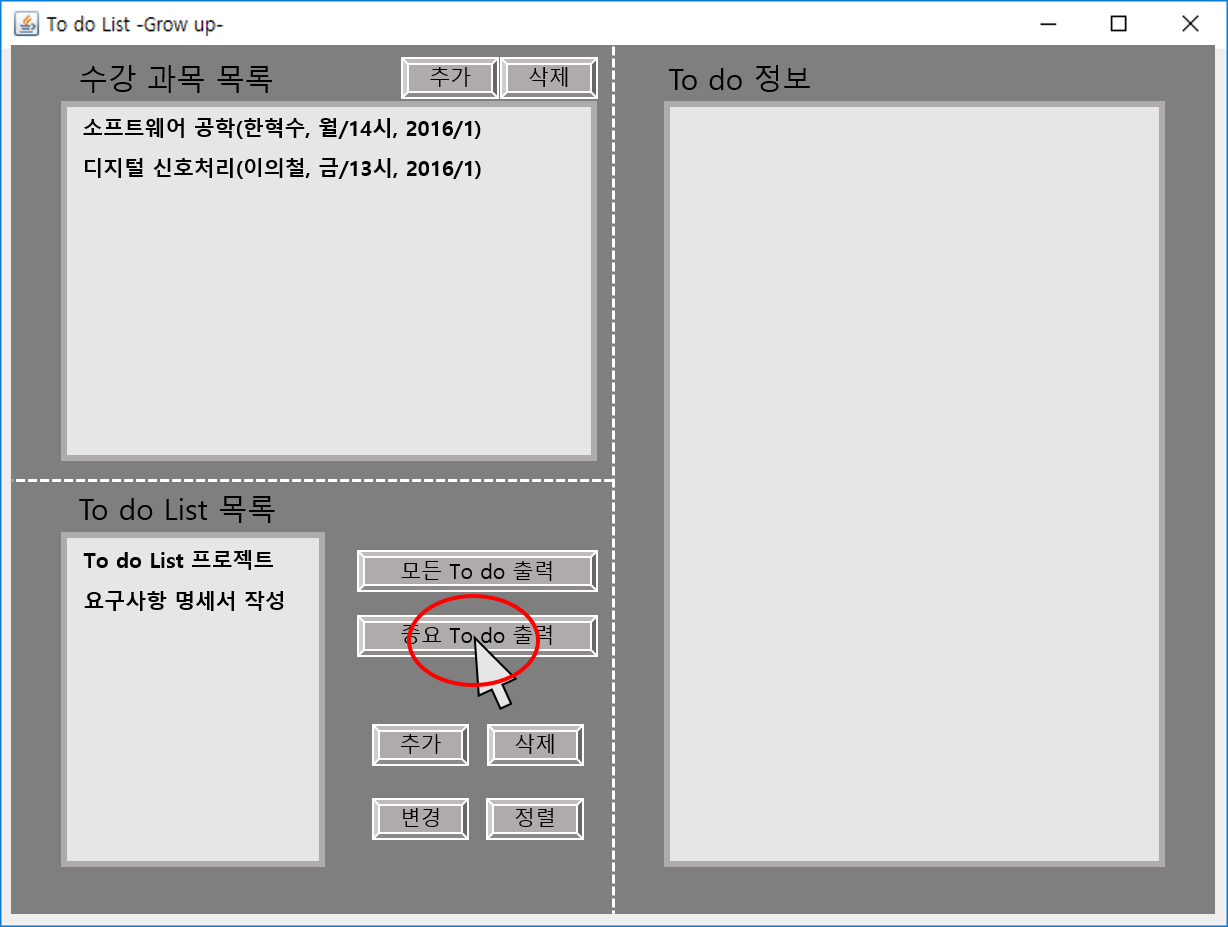 To do List -Grow up-
수강 과목 목록
추가
삭제
소프트웨어 공학(한혁수, 월/14시, 2016/1)
디지털 신호처리(이의철, 금/13시, 2016/1)
To do List 목록
To do List 프로젝트
요구사항 명세서 작성
모든 To do 출력
중요 To do 출력
추가
삭제
변경
정렬
To do 정보